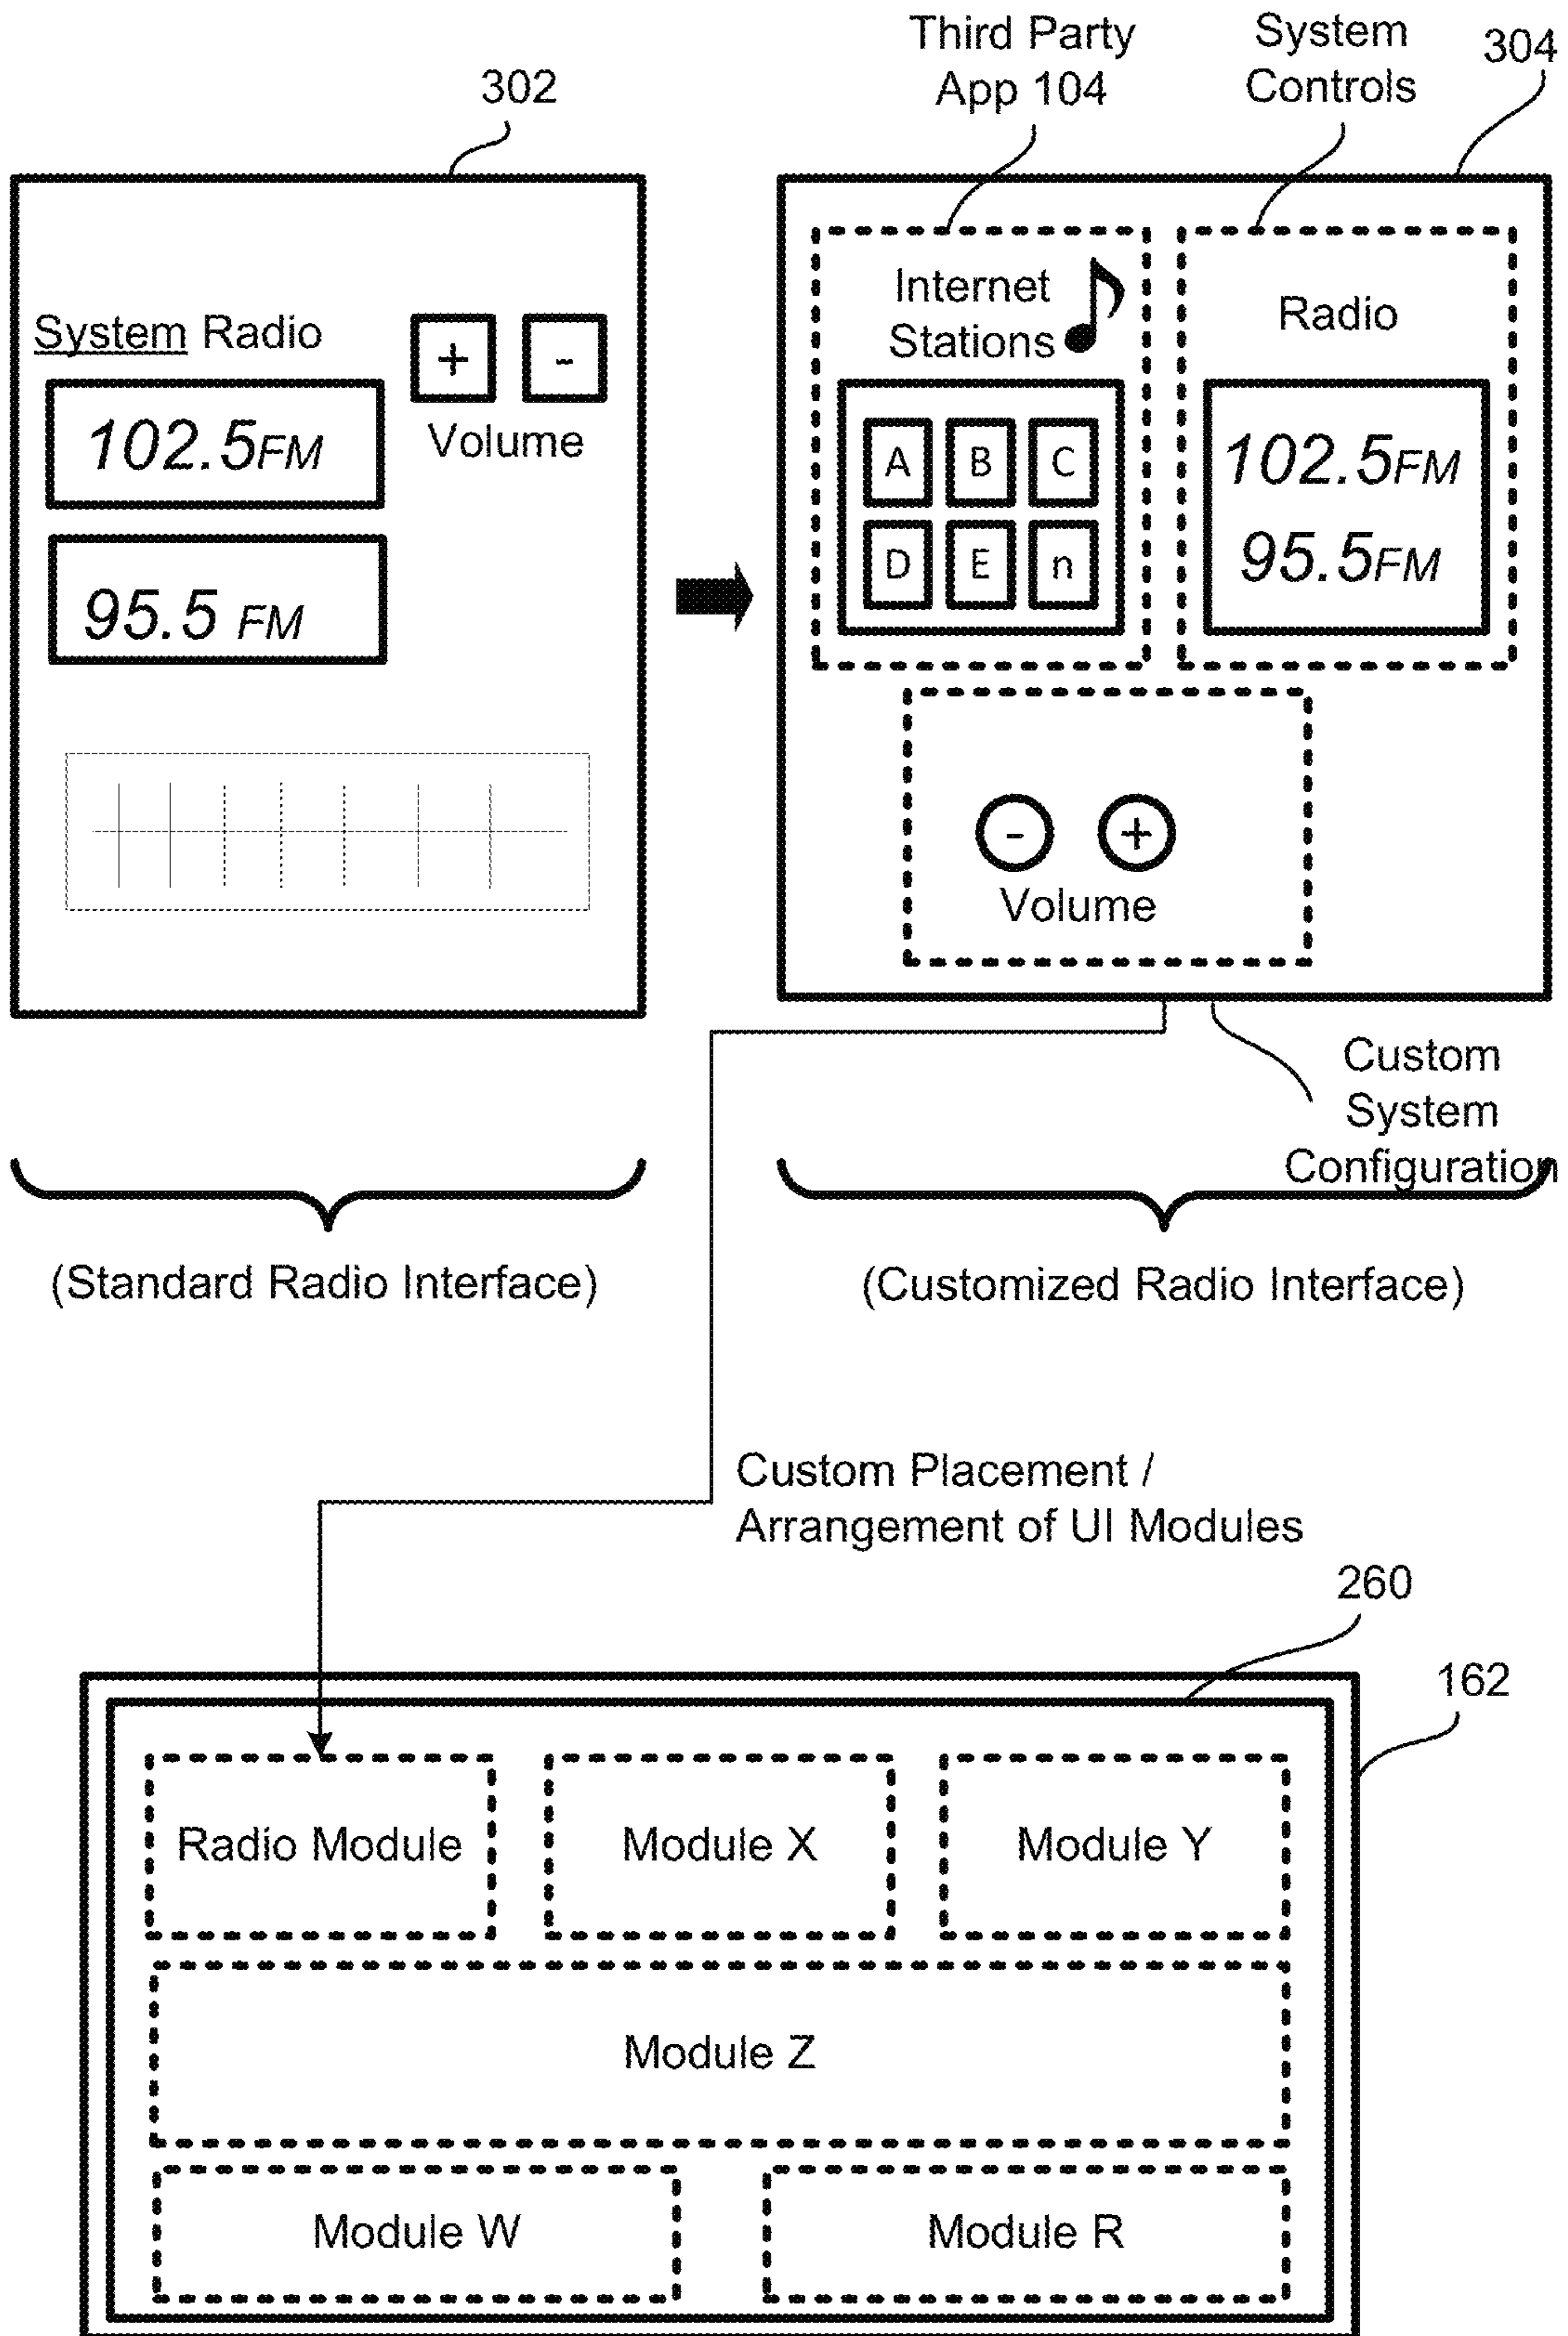 302
Third Party
App 104
System
Controls
304
System Radio
+ -
Volume
102.5FM
95.5 FM
Internet
Stations
A B C
D E n
Radio
102.5FM
95.5FM
- +
Volume
Custom
System
Configuration
(Standard Radio Interface)
(Customized Radio Interface)
Custom Placement /
Arrangement of UI Modules
260
162
Radio Module
Module X
Module Y
Module Z
Module W
Module R